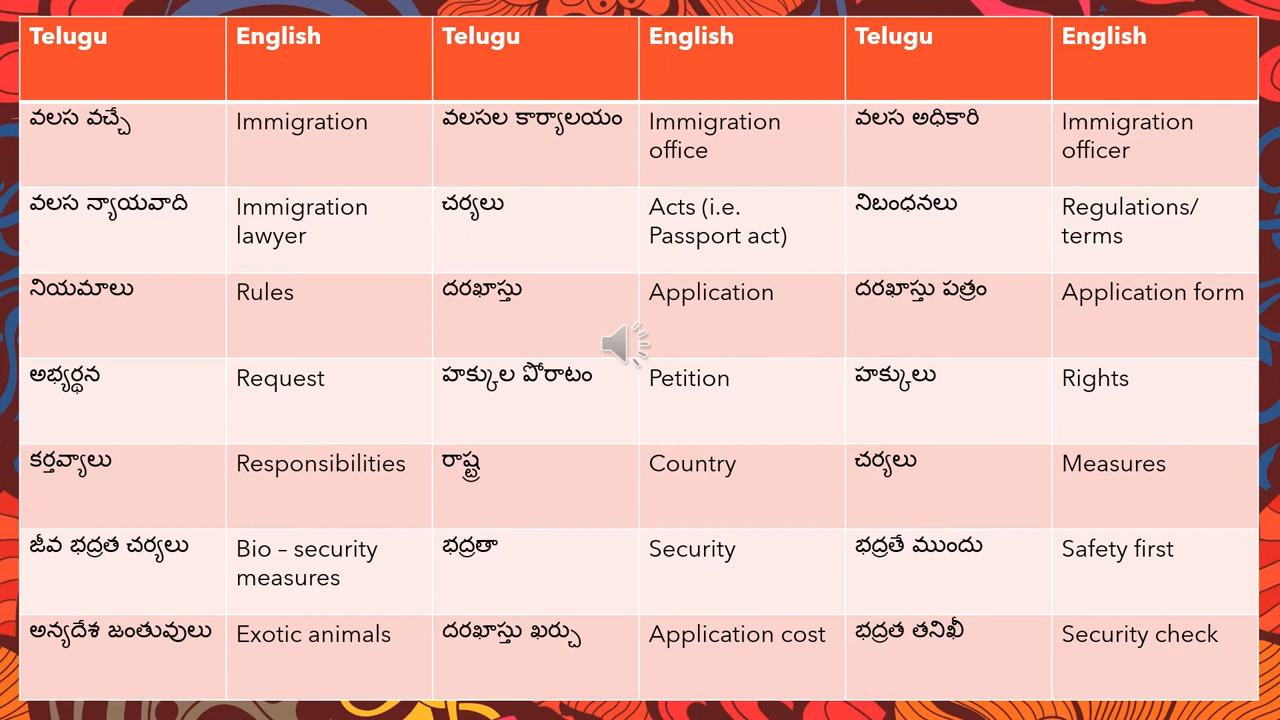 Telugu English Telugu English Telugu English
వలస వచ్చే Immigration వలసల కార్యాలయం Immigration office వలస అధికారి Immigration officer
వలస న్యాయవాది Immigration lawyer చర్యలు Acts (i.e. Passport act) నిబంధనలు Regulations/ terms
నియమాలు Rules దరఖాస్తు Application దరఖాస్తు పత్రం Application form
అభ్యర్థన Request హక్కుల పోరాటం Petition హక్కులు Rights
కర్తవ్యాలు Responsibilities రాష్ట్ర Country చర్యలు Measures
జీవ భద్రత చర్యలు Bio – security measures భద్రతా Security భద్రతే ముందు Safety first
అన్యదేశ జంతువులు Exotic animals దరఖాస్తు ఖర్చు Application cost భద్రత తనిఖీ Security check